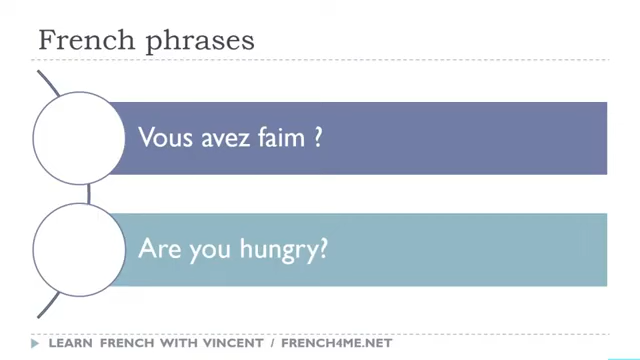 French phrases
Vous avez faim ?
Are you hungry?
LEARN FRENCH WITH VINCENT / FRENCH4ME.NET